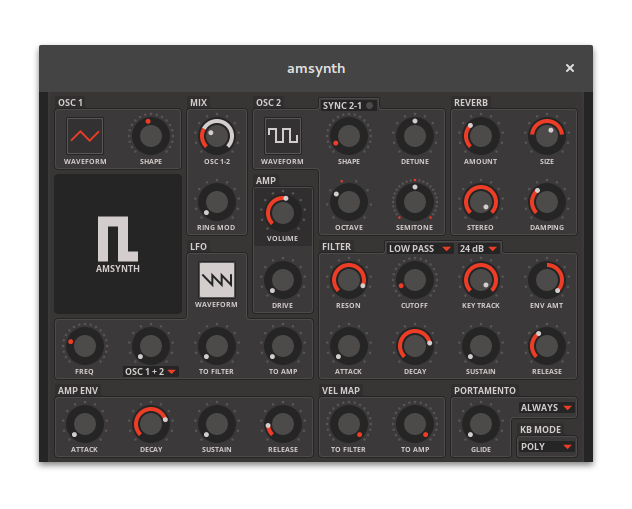 amsynth
OSC 1
MIX
OSC 2
SYNC 2-1
REVERB
WAVEFORM
SHAPE
OSC 1-2
WAVEFORM
SHAPE
DETUNE
AMOUNT
SIZE
AMP
AMSYNTH
RING MOD
VOLUME
OCTAVE
SEMITONE
STEREO
DAMPING
LFO
FILTER
LOW PASS
24 dB
WAVEFORM
DRIVE
RESON
CUTOFF
KEY TRACK
ENV AMT
FREQ
OSC 1 + 2
TO FILTER
TO AMP
ATTACK
DECAY
SUSTAIN
RELEASE
AMP ENV
VEL MAP
PORTAMENTO
ALWAYS
KB MODE
POLY
ATTACK
DECAY
SUSTAIN
RELEASE
TO FILTER
TO AMP
GLIDE